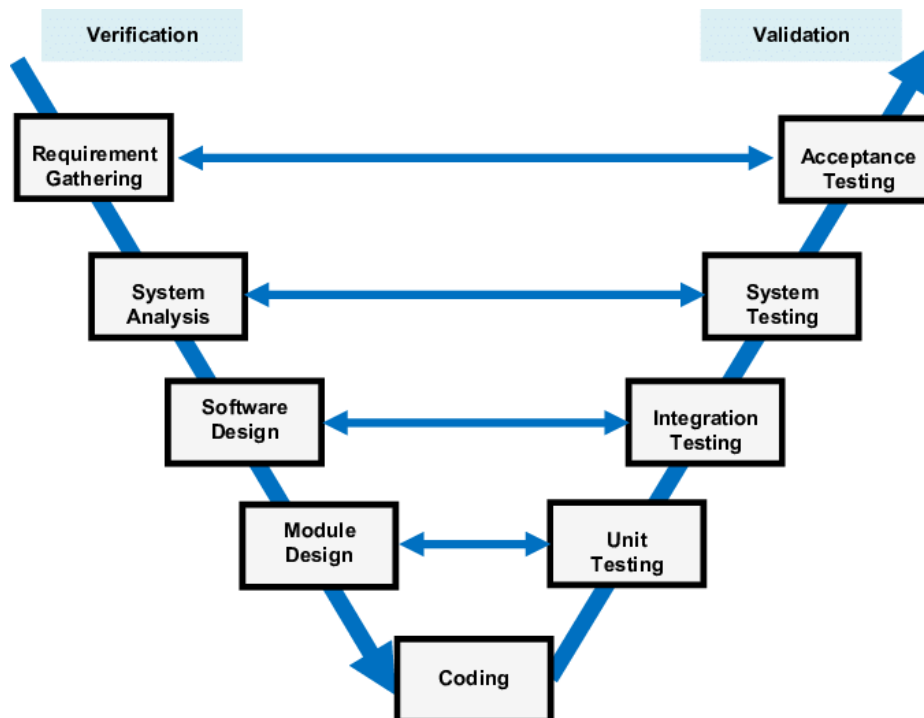 Verification
Validation
Requirement
Gathering
Acceptance
Testing
System
Analysis
System
Testing
Software
Design
Integration
Testing
Module
Design
Unit
Testing
Coding